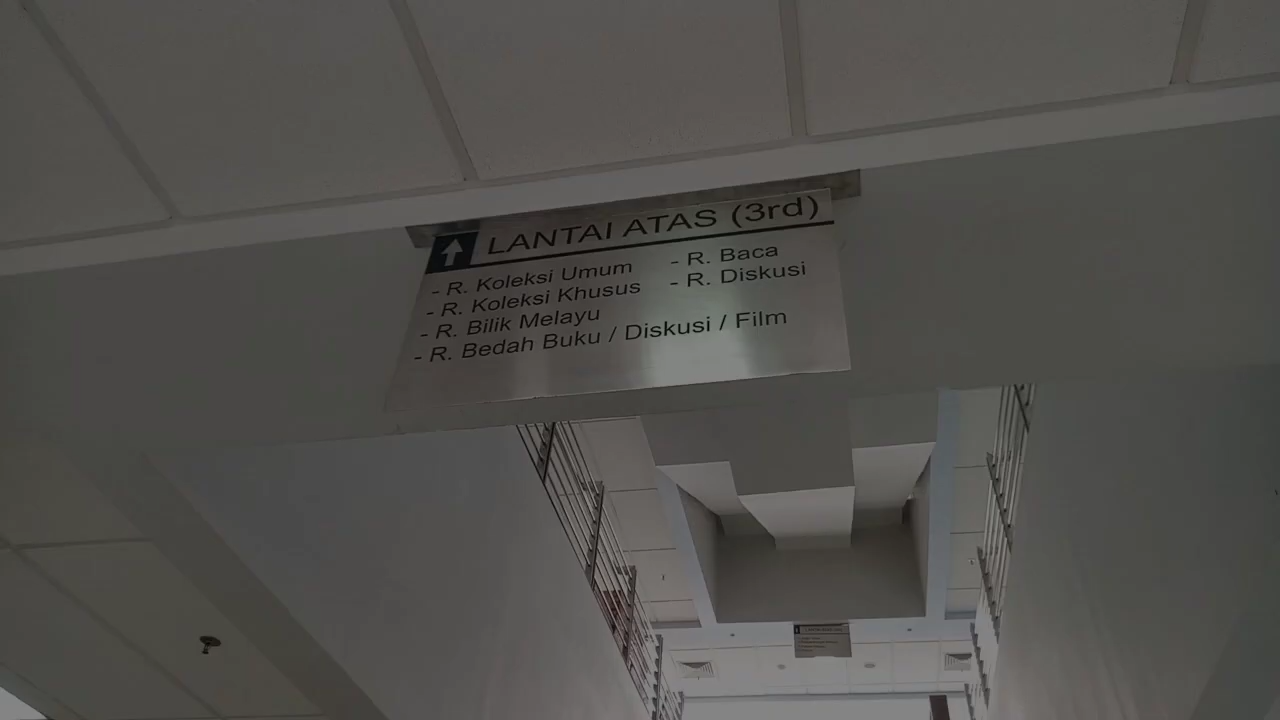 LANTAI ATAS (3rd)
- R. Koleksi Umum
- R. Koleksi Khusus
- R. Bilik Melayu
- R. Bedah Buku / Diskusi / Film
- R. Baca
- R. Diskusi